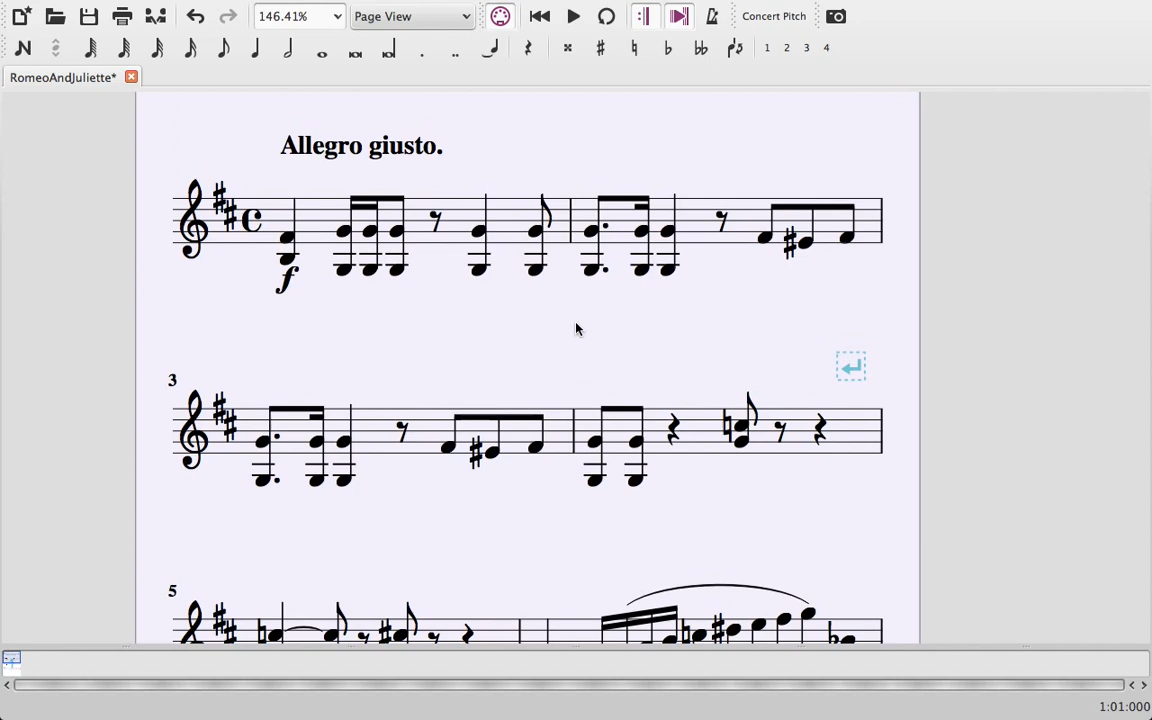 146.41%
Page View
Concert Pitch
1 2 3 4
RomeoAndJuliette*
Allegro giusto.
f
3
5
1:01:000